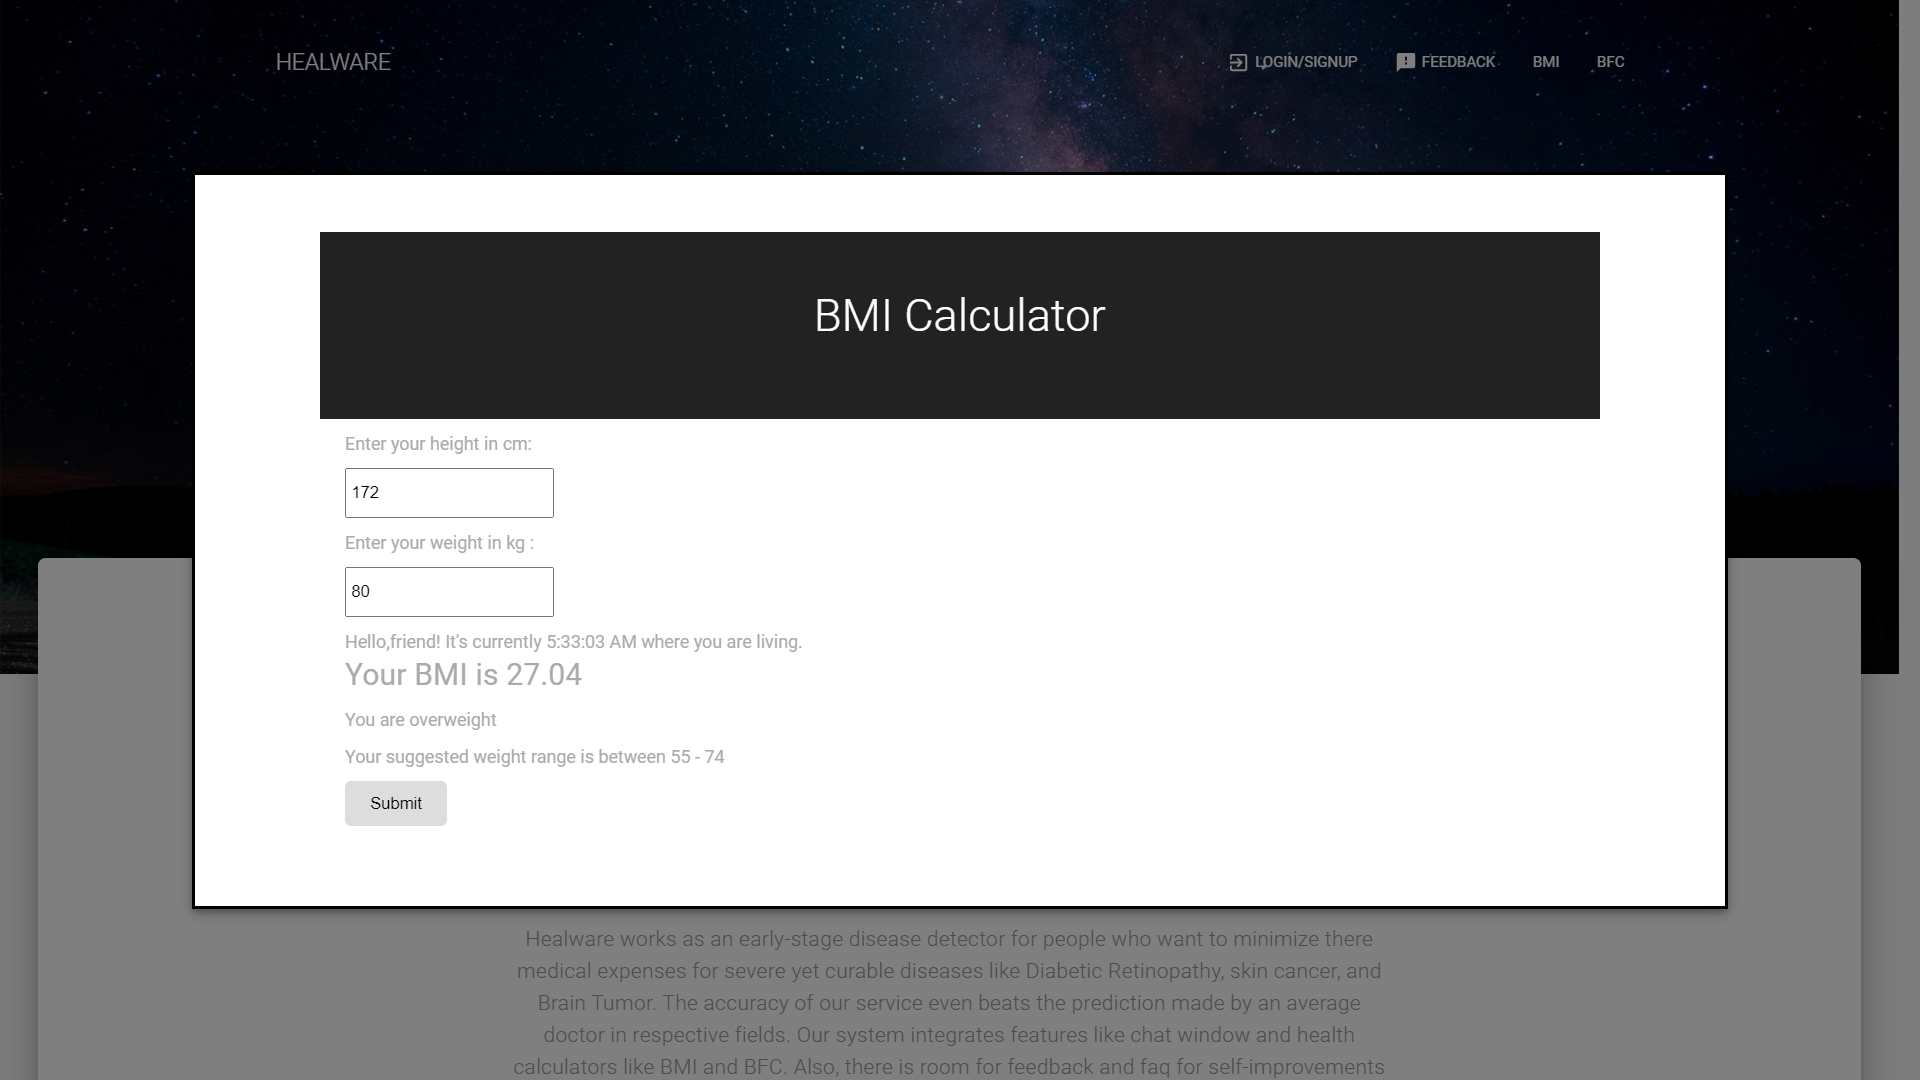 HEALWARE
LOGIN/SIGNUP FEEDBACK BMI BFC
BMI Calculator
Enter your height in cm:
172
Enter your weight in kg :
80
Hello,friend! It's currently 5:33:03 AM where you are living.
Your BMI is 27.04
You are overweight
Your suggested weight range is between 55 - 74
Submit
Healware works as an early-stage disease detector for people who want to minimize there
medical expenses for severe yet curable diseases like Diabetic Retinopathy, skin cancer, and
Brain Tumor. The accuracy of our service even beats the prediction made by an average
doctor in respective fields. Our system integrates features like chat window and health
calculators like BMI and BFC. Also, there is room for feedback and faq for self-improvements